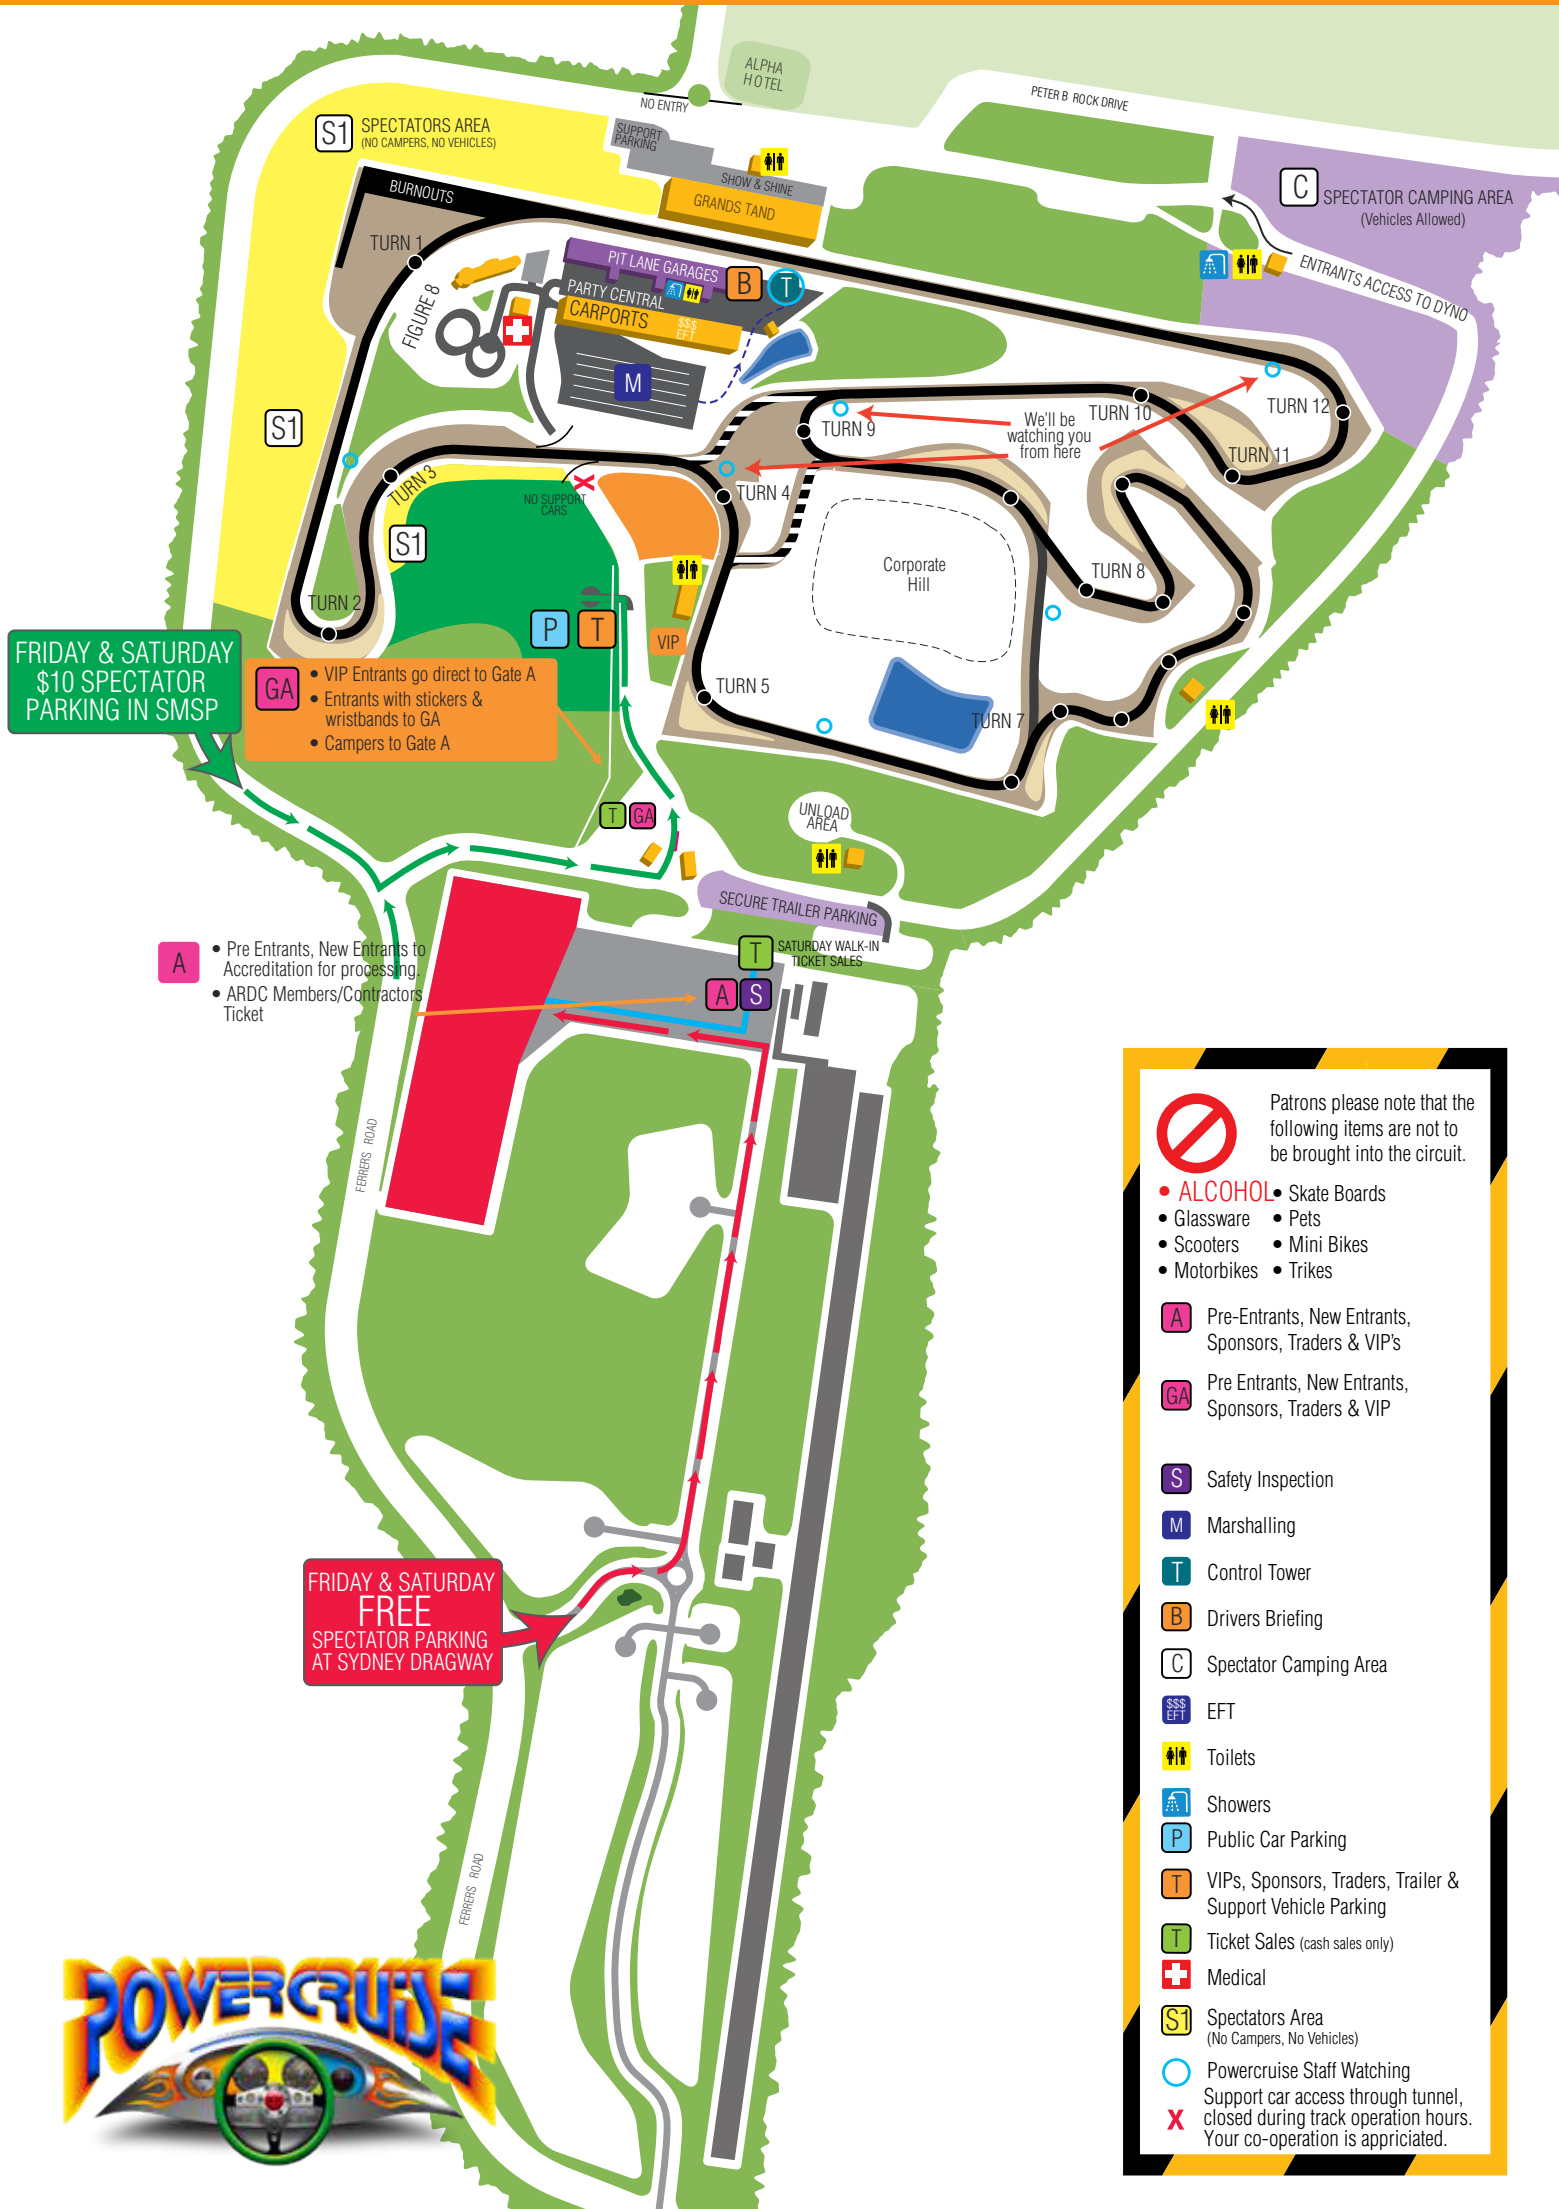 ALPHA
HOTEL
NO ENTRY
PETER B ROCK DRIVE
SUPPORT
PARKING
S1
SPECTATORS AREA
(NO CAMPERS, NO VEHICLES)
SHOW & SHINE
GRANDS TAND
BURNOUTS
C
SPECTATOR CAMPING AREA
(Vehicles Allowed)
ENTRANTS ACCESS TO DYNO
TURN 1
PIT LANE GARAGES
B
T
PARTY CENTRAL
CARPORTS
$$$
EFT
FIGURE 8
M
S1
TURN 9
We'll be
watching you
from here
TURN 10
TURN 12
TURN 11
TURN 3
NO SUPPORT
CARS
TURN 4
S1
Corporate
Hill
TURN 8
TURN 2
P
T
VIP
FRIDAY & SATURDAY
$10 SPECTATOR
PARKING IN SMSP
GA
• VIP Entrants go direct to Gate A
• Entrants with stickers &
wristbands to GA
• Campers to Gate A
TURN 5
TURN 7
T
GA
UNLOAD
AREA
SECURE TRAILER PARKING
T
SATURDAY WALK-IN
TICKET SALES
A
• Pre Entrants, New Entrants to
Accreditation for processing.
• ARDC Members/Contractors
Ticket
A
S
FERRERS ROAD
FRIDAY & SATURDAY
FREE
SPECTATOR PARKING
AT SYDNEY DRAGWAY
FERRERS ROAD
POWERCRUISE
Patrons please note that the
following items are not to
be brought into the circuit.
• ALCOHOL
• Glassware
• Scooters
• Motorbikes
• Skate Boards
• Pets
• Mini Bikes
• Trikes
A
Pre-Entrants, New Entrants,
Sponsors, Traders & VIP's
GA
Pre Entrants, New Entrants,
Sponsors, Traders & VIP
S
Safety Inspection
M
Marshalling
T
Control Tower
B
Drivers Briefing
C
Spectator Camping Area
$$$
EFT
EFT
Toilets
Showers
P
Public Car Parking
T
VIPs, Sponsors, Traders, Trailer &
Support Vehicle Parking
T
Ticket Sales (cash sales only)
Medical
S1
Spectators Area
(No Campers, No Vehicles)
Powercruise Staff Watching
X
Support car access through tunnel,
closed during track operation hours.
Your co-operation is appriciated.